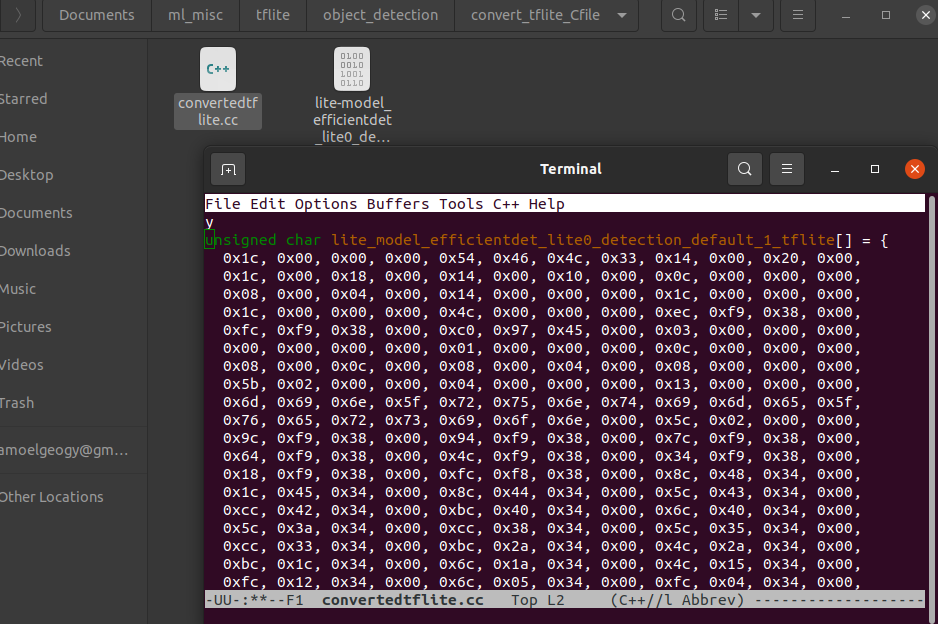 Documents ml_misc tflite object_detection convert_tflite_Cfile
Recent
Starred
Home
Desktop
Documents
Downloads
Music
Pictures
Videos
Trash
amoelgeogy@gm...
Other Locations
C++
convertedtf
lite.cc
0100
0010
1001
0110
lite-model_
efficientdet
_lite0_de...
Terminal
File Edit Options Buffers Tools C++ Help
y
unsigned char lite_model_efficientdet_lite0_detection_default_1_tflite[] = {
0x1c, 0x00, 0x00, 0x00, 0x54, 0x46, 0x4c, 0x33, 0x14, 0x00, 0x20, 0x00,
0x1c, 0x00, 0x18, 0x00, 0x14, 0x00, 0x10, 0x00, 0x0c, 0x00, 0x00, 0x00,
0x08, 0x00, 0x04, 0x00, 0x14, 0x00, 0x00, 0x00, 0x1c, 0x00, 0x00, 0x00,
0x1c, 0x00, 0x00, 0x00, 0x4c, 0x00, 0x00, 0x00, 0xec, 0xf9, 0x38, 0x00,
0xfc, 0xf9, 0x38, 0x00, 0xc0, 0x97, 0x45, 0x00, 0x03, 0x00, 0x00, 0x00,
0x00, 0x00, 0x00, 0x00, 0x01, 0x00, 0x00, 0x00, 0x0c, 0x00, 0x00, 0x00,
0x08, 0x00, 0x0c, 0x00, 0x08, 0x00, 0x04, 0x00, 0x08, 0x00, 0x00, 0x00,
0x5b, 0x02, 0x00, 0x00, 0x04, 0x00, 0x00, 0x00, 0x13, 0x00, 0x00, 0x00,
0x6d, 0x69, 0x6e, 0x5f, 0x72, 0x75, 0x6e, 0x74, 0x69, 0x6d, 0x65, 0x5f,
0x76, 0x65, 0x72, 0x73, 0x69, 0x6f, 0x6e, 0x00, 0x5c, 0x02, 0x00, 0x00,
0x9c, 0xf9, 0x38, 0x00, 0x94, 0xf9, 0x38, 0x00, 0x7c, 0xf9, 0x38, 0x00,
0x64, 0xf9, 0x38, 0x00, 0x4c, 0xf9, 0x38, 0x00, 0x34, 0xf9, 0x38, 0x00,
0x18, 0xf9, 0x38, 0x00, 0xfc, 0xf8, 0x38, 0x00, 0x8c, 0x48, 0x34, 0x00,
0x1c, 0x45, 0x34, 0x00, 0x8c, 0x44, 0x34, 0x00, 0x5c, 0x43, 0x34, 0x00,
0xcc, 0x42, 0x34, 0x00, 0xbc, 0x40, 0x34, 0x00, 0x6c, 0x40, 0x34, 0x00,
0x5c, 0x3a, 0x34, 0x00, 0xcc, 0x38, 0x34, 0x00, 0x5c, 0x35, 0x34, 0x00,
0xcc, 0x33, 0x34, 0x00, 0xbc, 0x2a, 0x34, 0x00, 0x4c, 0x2a, 0x34, 0x00,
0xbc, 0x1c, 0x34, 0x00, 0x6c, 0x1a, 0x34, 0x00, 0x4c, 0x15, 0x34, 0x00,
0xfc, 0x12, 0x34, 0x00, 0x6c, 0x05, 0x34, 0x00, 0xfc, 0x04, 0x34, 0x00,
-UU-:**--F1 convertedtflite.cc Top L2 (C++//l Abbrev) -------------------